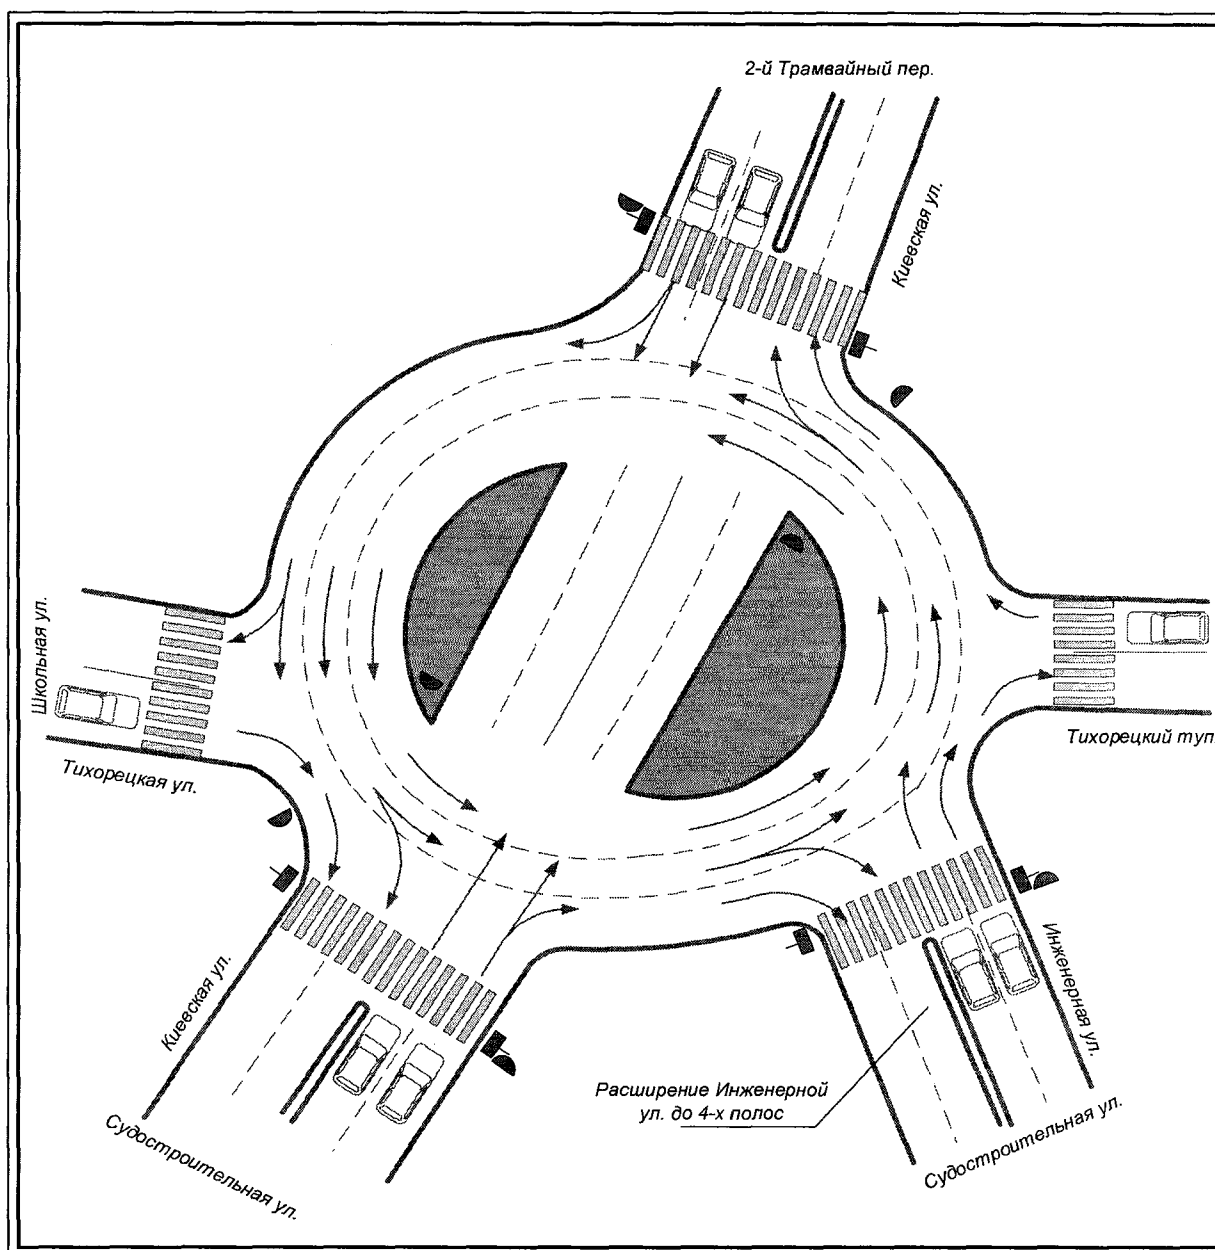 2-й Трамвайный пер.
Киевская ул.
Школьная ул.
Тихорецкая ул.
Тихорецкий туп.
Киевская ул.
Инженерная ул.
Расширение Инженерной
ул. до 4-х полос
Судостроительная ул.
Судостроительная ул.